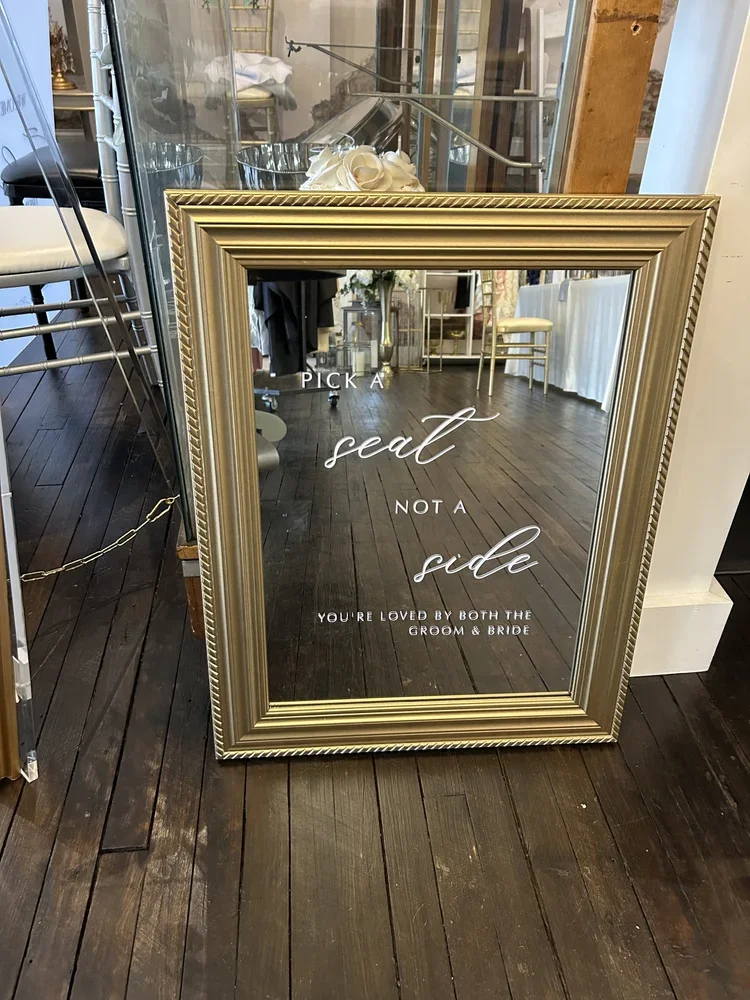 PICK A
seat
NOT A
side
YOU'RE LOVED BY BOTH THE
GROOM & BRIDE